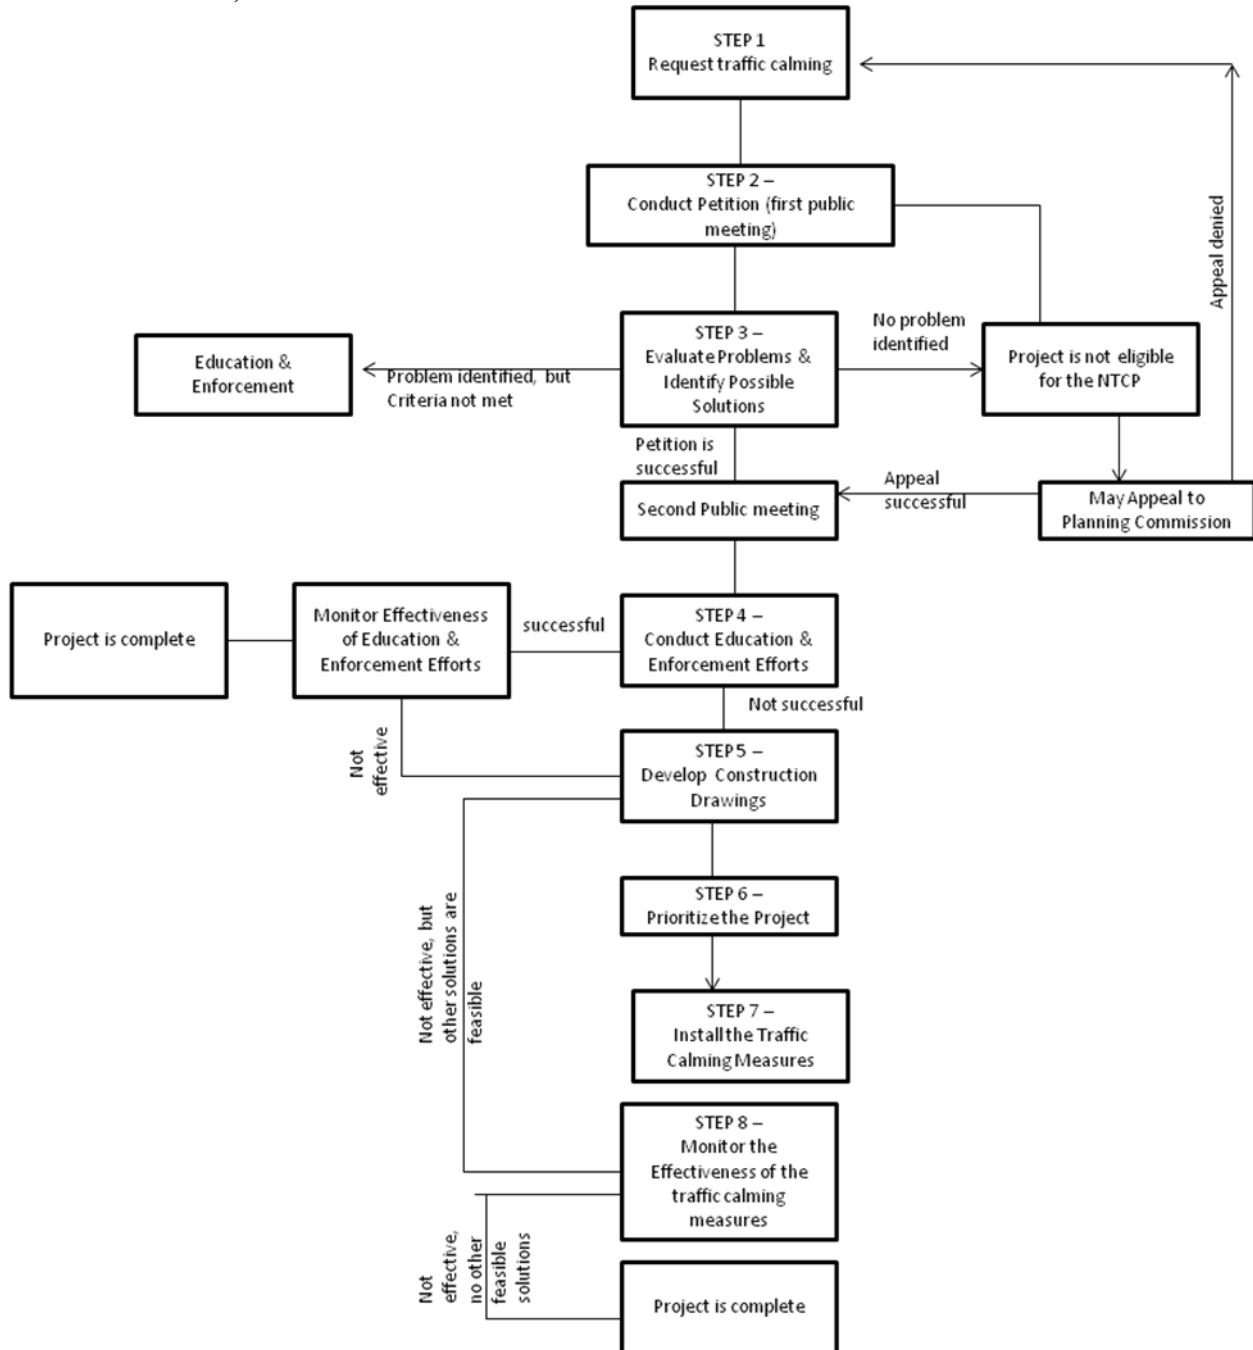 STEP 1
Request traffic calming
STEP 2 –
Conduct Petition (first public
meeting)
Appeal denied
STEP 3 –
Evaluate Problems &
Identify Possible
Solutions
No problem
identified
Project is not eligible
for the NTCP
Education &
Enforcement
Problem identified, but
Criteria not met
Petition is
successful
Second Public meeting
Appeal
successful
May Appeal to
Planning Commission
Project is complete
Monitor Effectiveness
of Education &
Enforcement Efforts
successful
STEP 4 –
Conduct Education &
Enforcement Efforts
Not successful
Not
effective
STEP 5 –
Develop Construction
Drawings
Not effective, but
other solutions are
feasible
STEP 6 –
Prioritize the Project
STEP 7 –
Install the Traffic
Calming Measures
STEP 8 –
Monitor the
Effectiveness of the
traffic calming
measures
Not
effective,
no other
feasible
solutions
Project is complete